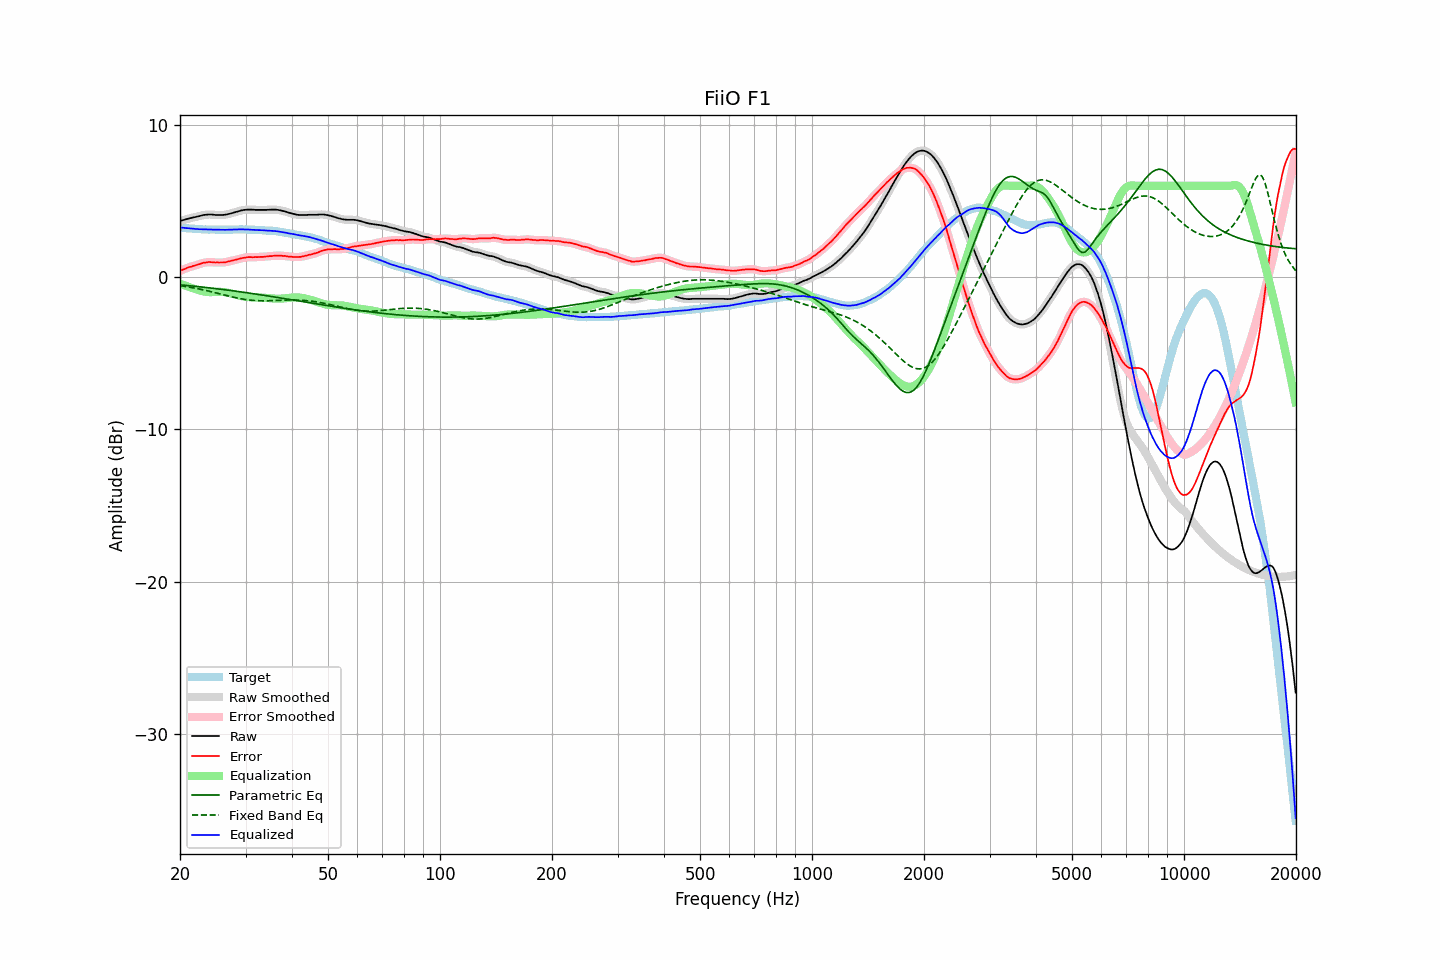 FiiO F1
10
0
−10
−20
−30
Amplitude (dBr)
Target
Raw Smoothed
Error Smoothed
Raw
Error
Equalization
Parametric Eq
Fixed Band Eq
Equalized
20 50 100 200 500 1000 2000 5000 10000 20000
Frequency (Hz)